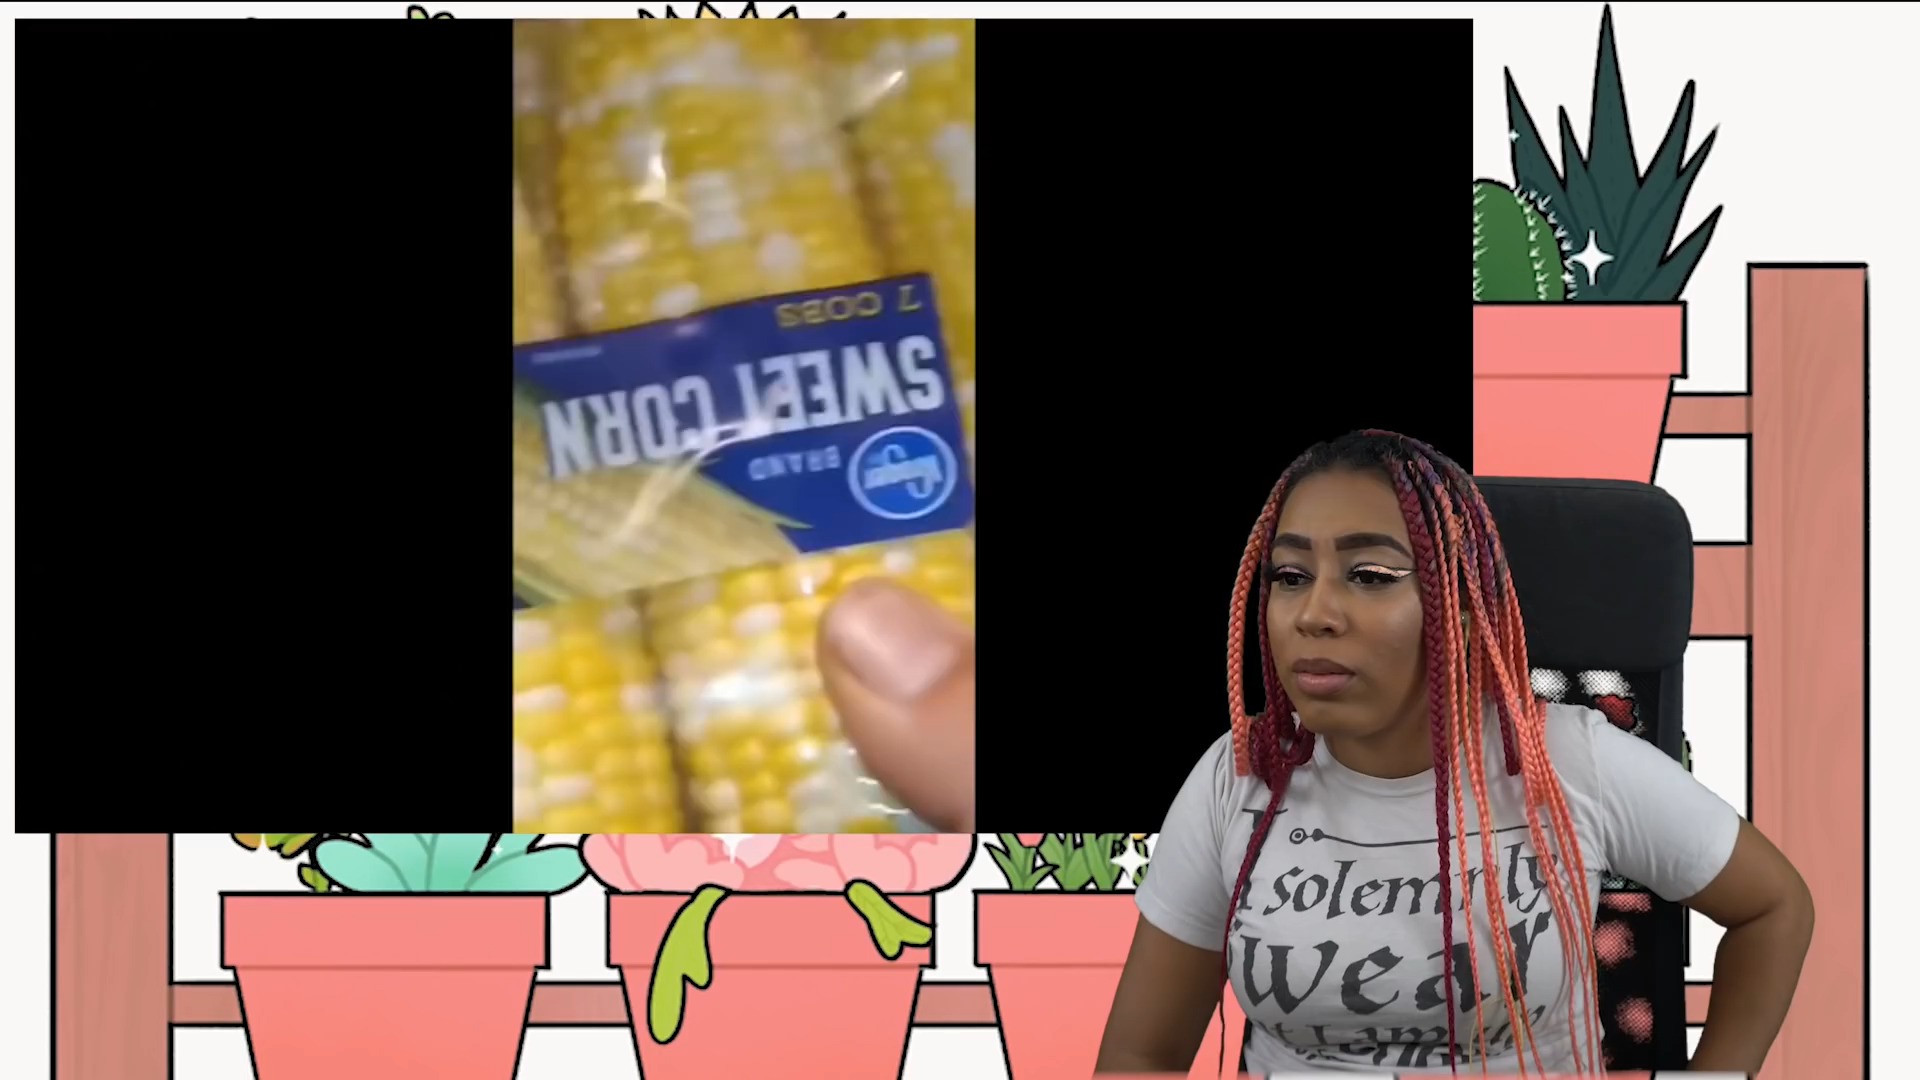 7 COBS
SWEET CORN
BRAND
Kroger
I solemnly
swear